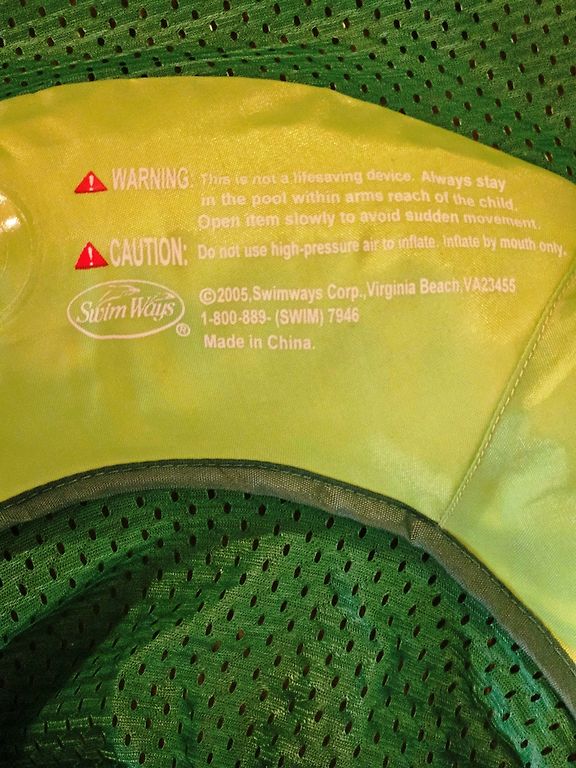 WARNING: This is not a lifesaving device. Always stay
in the pool within arms reach of the child.
Open item slowly to avoid sudden movement.
CAUTION: Do not use high-pressure air to inflate. Inflate by mouth only.
Swim Ways ®
©2005,Swimways Corp.,Virginia Beach,VA23455
1-800-889- (SWIM) 7946
Made in China.